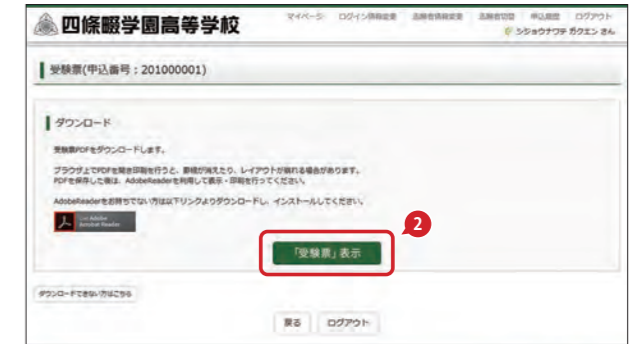 四條畷学園高等学校
マイページ ログイン情報変更 志願者情報変更 志願者切替 申込履歴 ログアウト
シジョウナワテ ガクエン さん
受験票(申込番号：201000001)
ダウンロード
受験票PDFをダウンロードします。
ブラウザ上でPDFを開き印刷を行うと、罫線が消えたり、レイアウトが崩れる場合があります。
PDFを保存した後は、AdobeReaderを利用して表示・印刷を行ってください。
AdobeReaderをお持ちでない方は以下リンクよりダウンロードし、インストールしてください。
Get Adobe
Acrobat Reader
2
「受験票」表示
ダウンロードできない方はこちら
戻る ログアウト